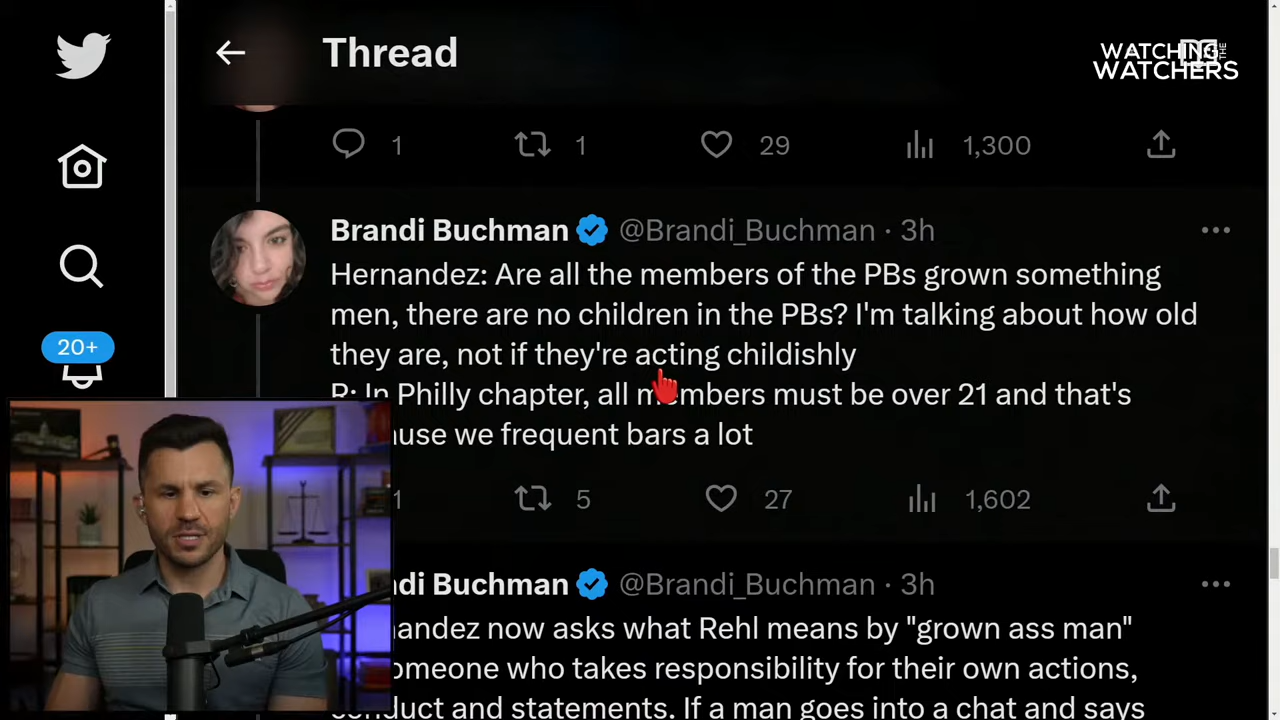 Thread
WATCHING THE
WATCHERS
1 1 29 1,300
Brandi Buchman @Brandi_Buchman · 3h
Hernandez: Are all the members of the PBs grown something
men, there are no children in the PBs? I'm talking about how old
they are, not if they're acting childishly
R: In Philly chapter, all members must be over 21 and that's
ause we frequent bars a lot
20+
1 5 27 1,602
di Buchman @Brandi_Buchman · 3h
andez now asks what Rehl means by "grown ass man"
omeone who takes responsibility for their own actions,
conduct and statements. If a man goes into a chat and says